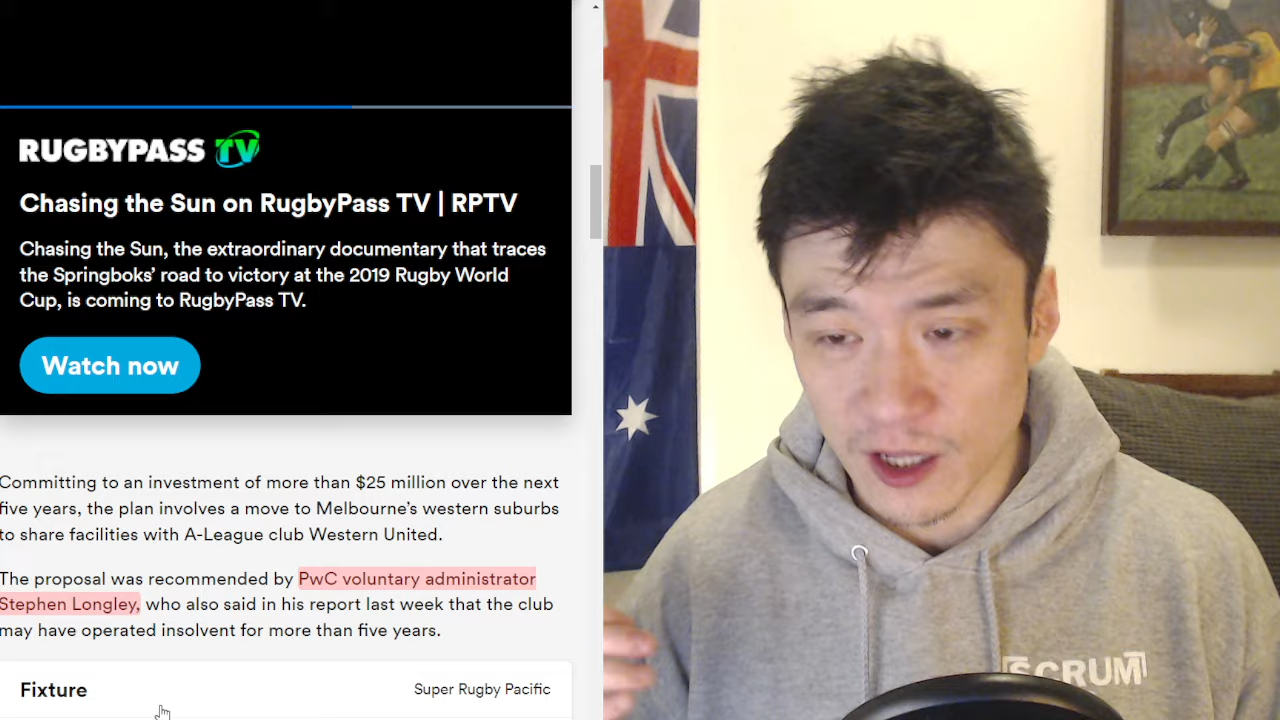 RUGBYPASS TV
Chasing the Sun on RugbyPass TV | RPTV
Chasing the Sun, the extraordinary documentary that traces
the Springboks’ road to victory at the 2019 Rugby World
Cup, is coming to RugbyPass TV.
Watch now
Committing to an investment of more than $25 million over the next
five years, the plan involves a move to Melbourne’s western suburbs
to share facilities with A-League club Western United.
The proposal was recommended by PwC voluntary administrator
Stephen Longley, who also said in his report last week that the club
may have operated insolvent for more than five years.
Fixture
Super Rugby Pacific
SCRUM